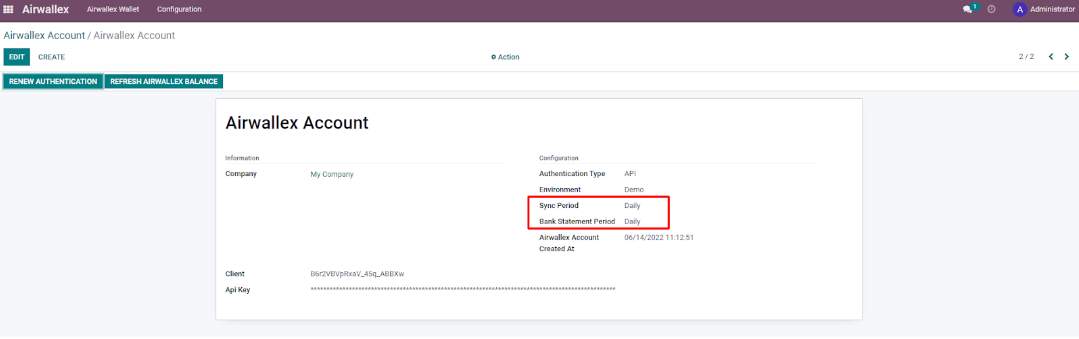 Airwallex Airwallex Wallet Configuration 1 A Administrator
Airwallex Account / Airwallex Account
EDIT CREATE Action 2 / 2
RENEW AUTHENTICATION REFRESH AIRWALLEX BALANCE
Airwallex Account
Information Configuration
Company My Company Authentication Type API
Environment Demo
Sync Period Daily
Bank Statement Period Daily
Airwallex Account 06/14/2022 11:12:51
Created At
Client B6r2VBVpRxaV_45q_ABBXw
Api Key